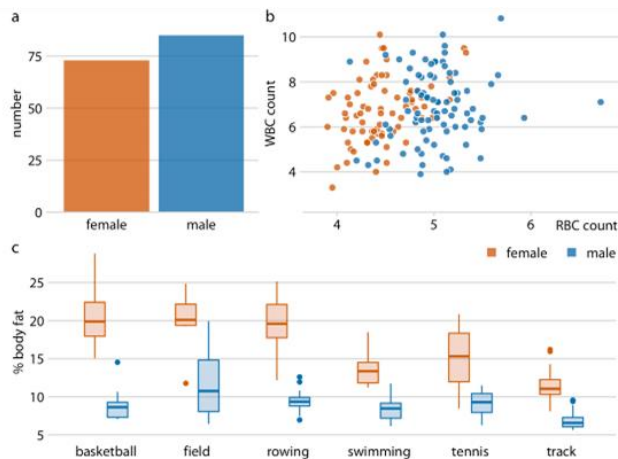 a
75
50
25
0
number
female
male
b
10
8
6
4
WBC count
4
5
6
RBC count
female
male
c
25
20
15
10
5
% body fat
basketball
field
rowing
swimming
tennis
track